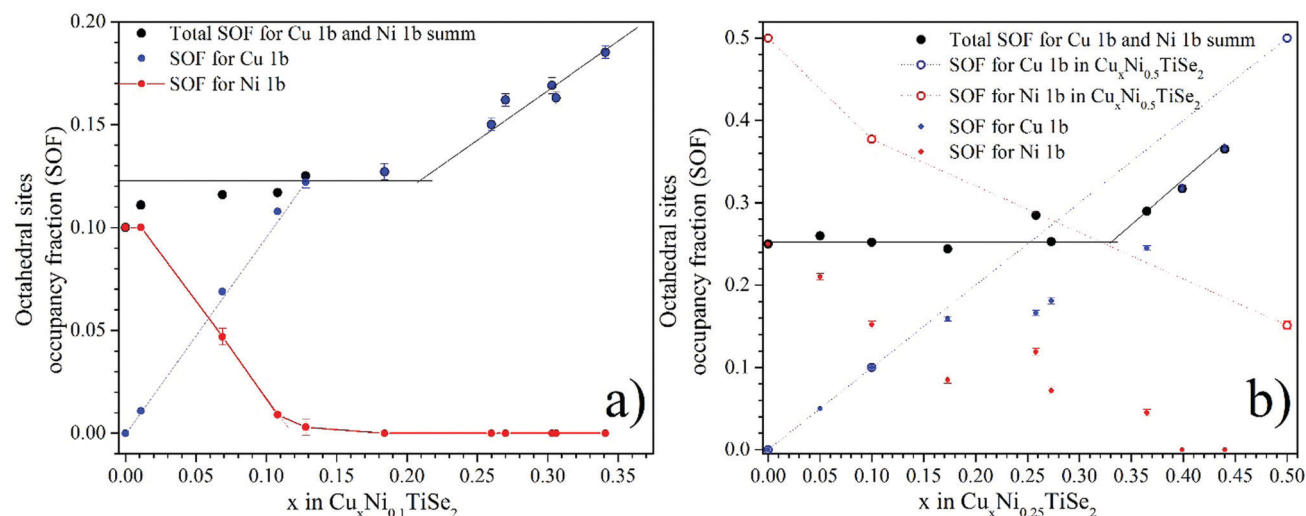 0.20
0.15
0.10
0.05
0.00
Octahedral sites
occupancy fraction (SOF)
Total SOF for Cu 1b and Ni 1b summ
SOF for Cu 1b
SOF for Ni 1b
a)
0.00 0.05 0.10 0.15 0.20 0.25 0.30 0.35
x in CuₓNi₀.₁TiSe₂
0.5
0.4
0.3
0.2
0.1
0.0
Octahedral sites
occupancy fraction (SOF)
Total SOF for Cu 1b and Ni 1b summ
SOF for Cu 1b in CuₓNi₀.₅TiSe₂
SOF for Ni 1b in CuₓNi₀.₅TiSe₂
SOF for Cu 1b
SOF for Ni 1b
b)
0.00 0.05 0.10 0.15 0.20 0.25 0.30 0.35 0.40 0.45 0.50
x in CuₓNi₀.₂₅TiSe₂